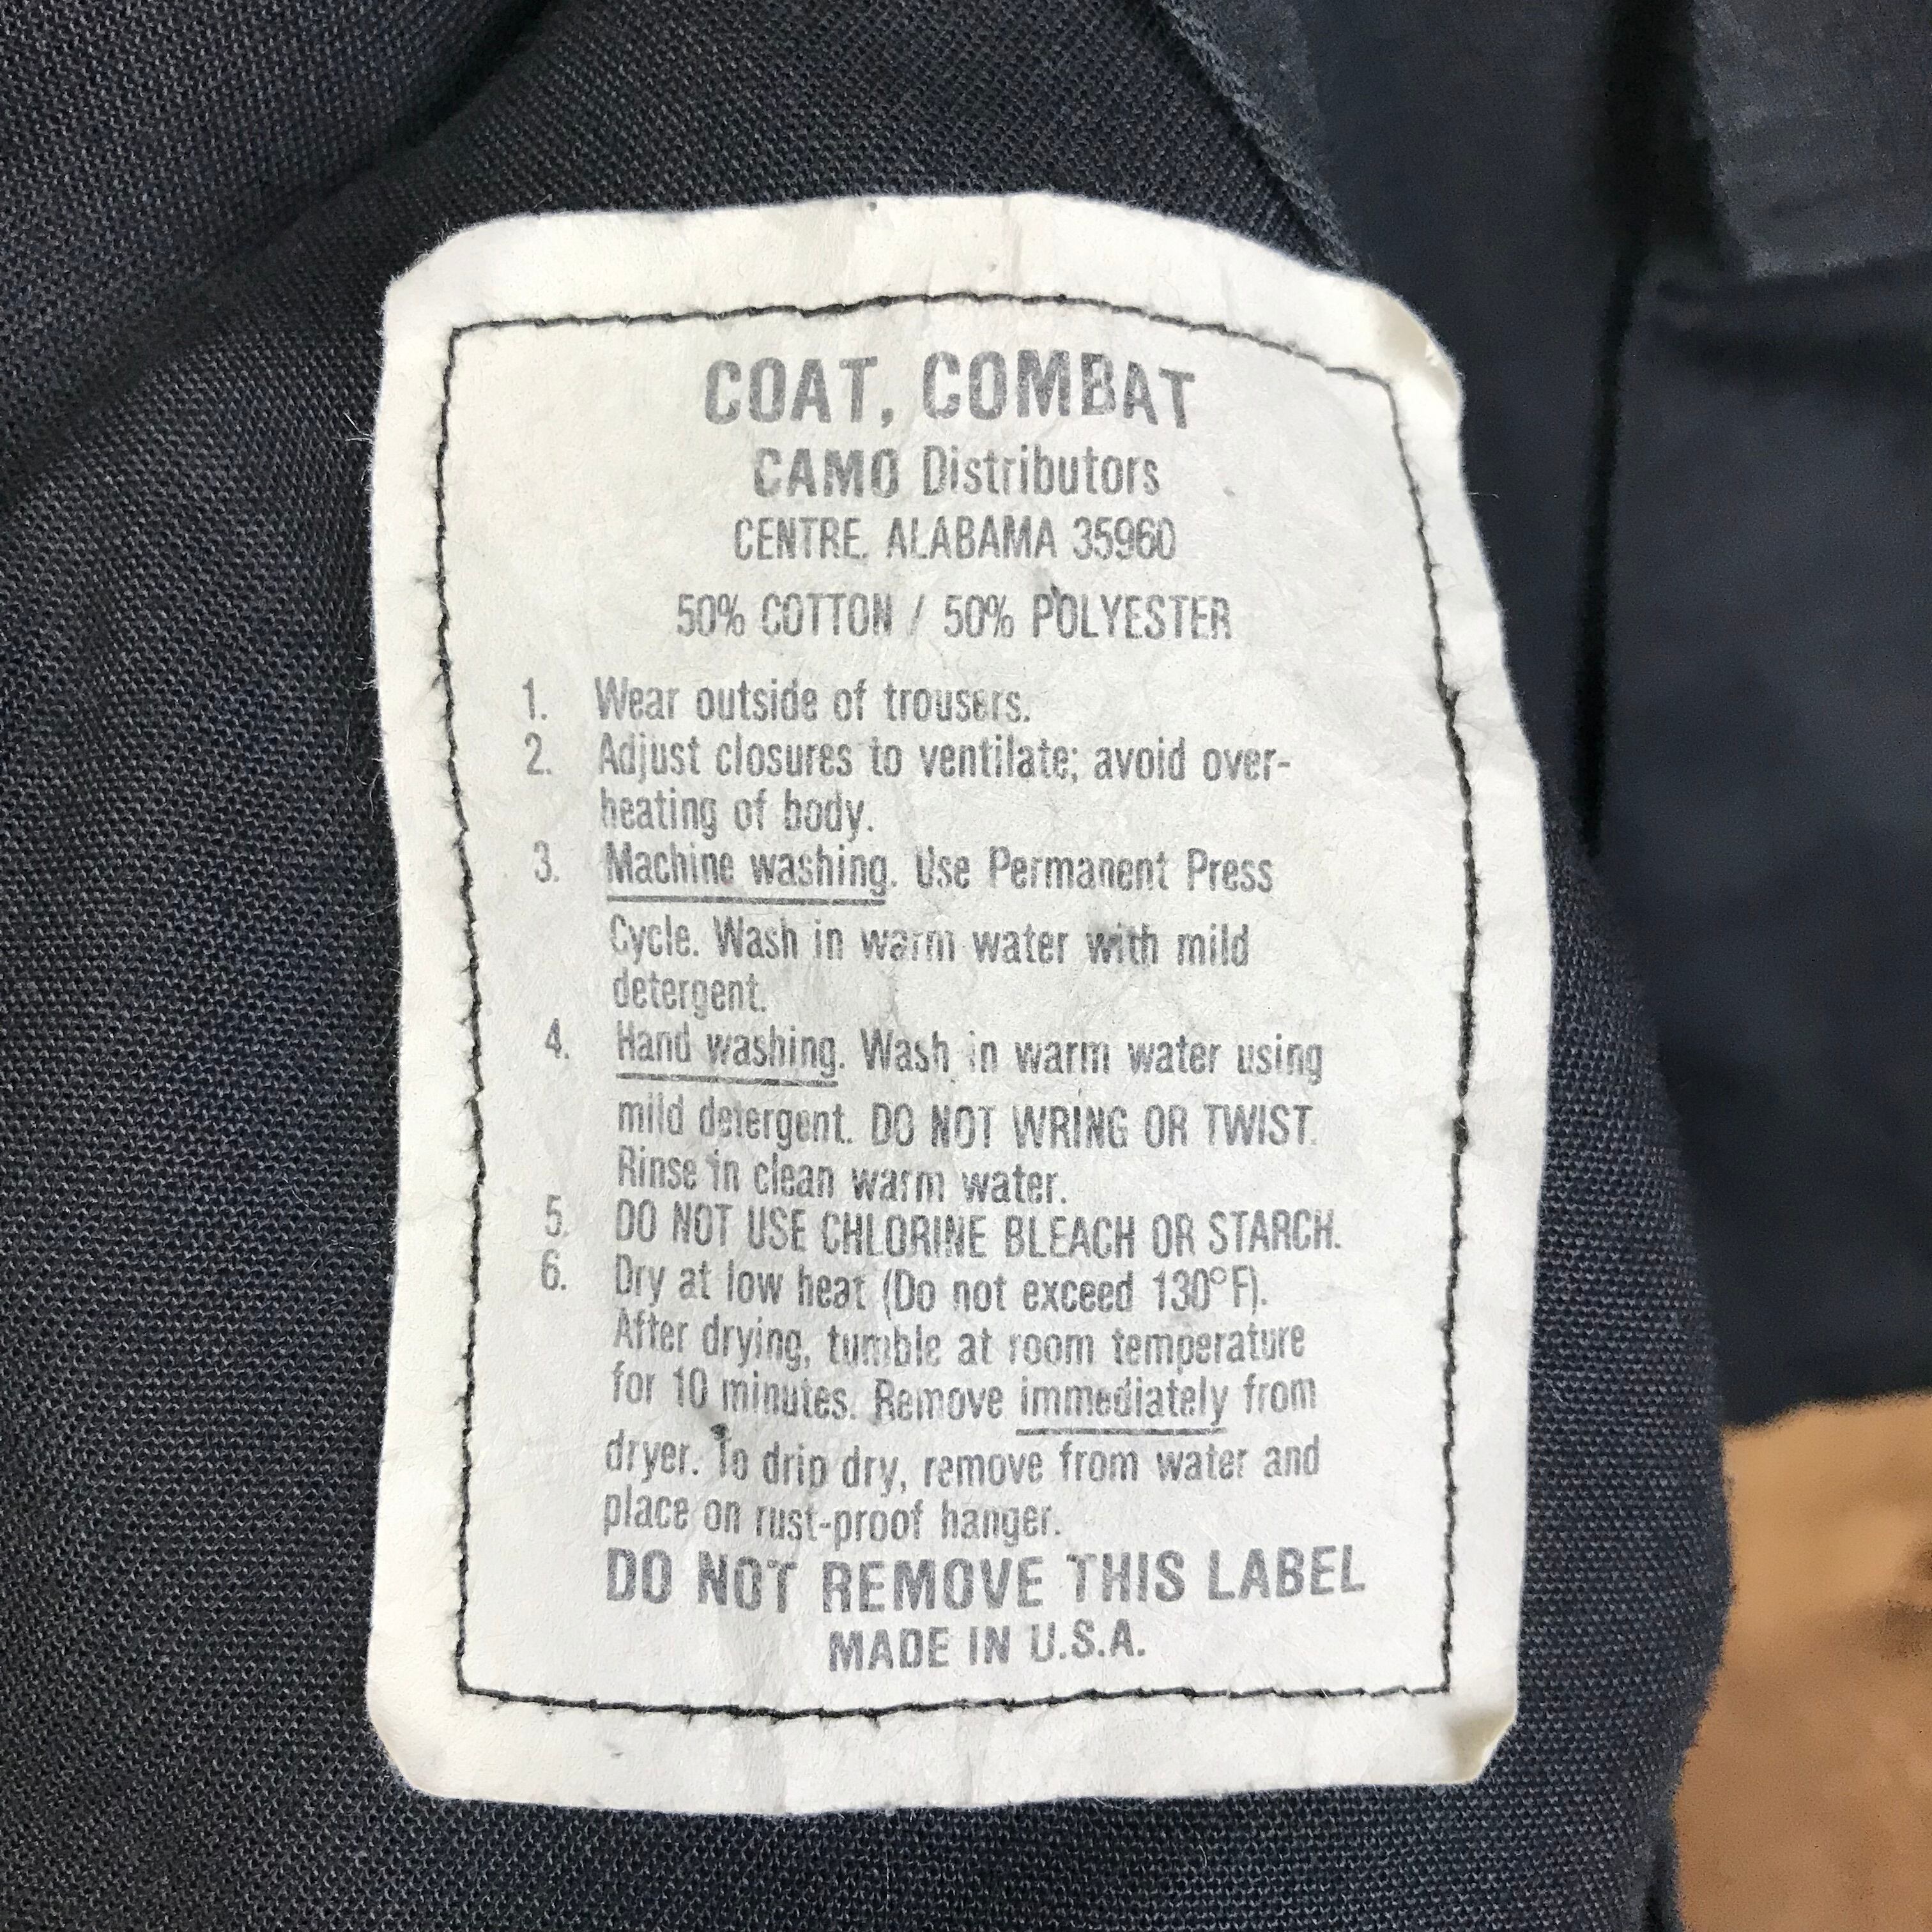 COAT, COMBAT
CAMO Distributors
CENTRE, ALABAMA 35960
50% COTTON / 50% POLYESTER
1. Wear outside of trousers.
2. Adjust closures to ventilate; avoid over-
heating of body.
3. Machine washing. Use Permanent Press
Cycle. Wash in warm water with mild
detergent.
4. Hand washing. Wash in warm water using
mild detergent. DO NOT WRING OR TWIST.
Rinse in clean warm water.
5. DO NOT USE CHLORINE BLEACH OR STARCH.
6. Dry at low heat (Do not exceed 130°F).
After drying, tumble at room temperature
for 10 minutes. Remove immediately from
dryer. To drip dry, remove from water and
place on rust-proof hanger.
DO NOT REMOVE THIS LABEL
MADE IN U.S.A.